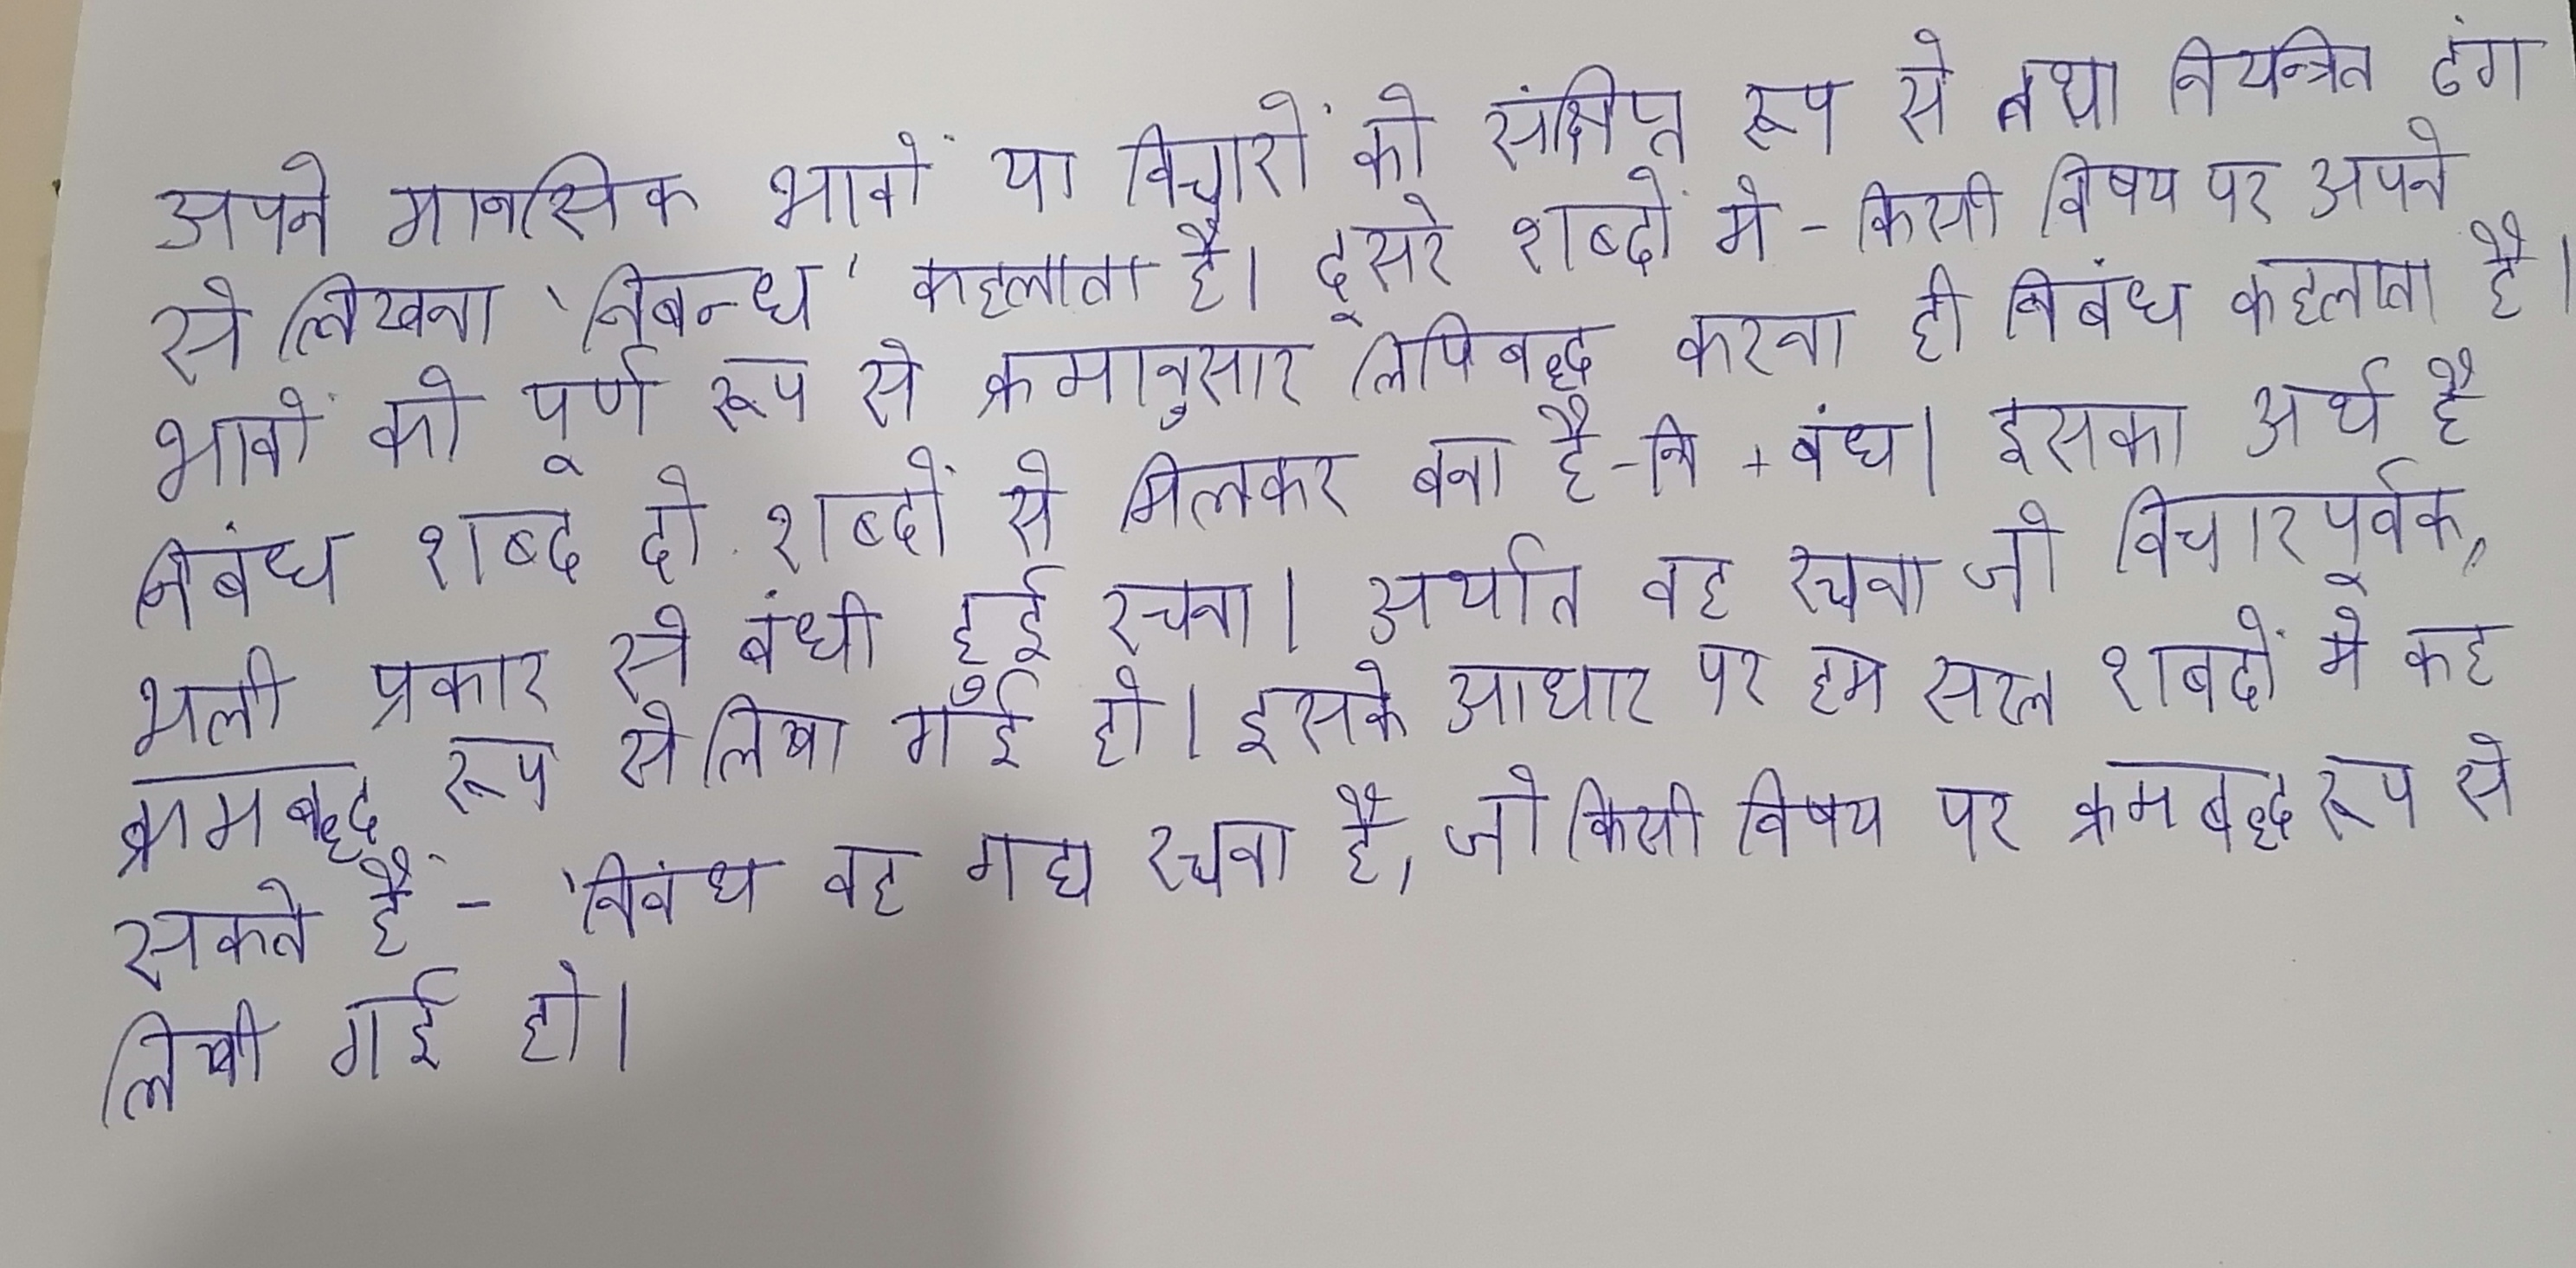 अपने मानसिक भावों या विचारों को संक्षिप्त रूप से तथा नियन्त्रित ढंग
से लिखना 'निबन्ध' कहलाता है। दूसरे शब्दों में - किसी विषय पर अपने
भावों को पूर्ण रूप से क्रमानुसार लिपिबद्ध करना ही निबंध कहलाता है।
निबंध शब्द दो शब्दों से मिलकर बना है - नि + बंध। इसका अर्थ है
भली प्रकार से बंधी हुई रचना। अर्थात वह रचना जो विचारपूर्वक,
क्रमबद्ध रूप से लिखा गई हो। इसके आधार पर हम सरल शबदों में कह
सकते हैं - 'निबंध वह गद्य रचना है, जो किसी विषय पर क्रमबद्ध रूप से
लिखी गई हो।